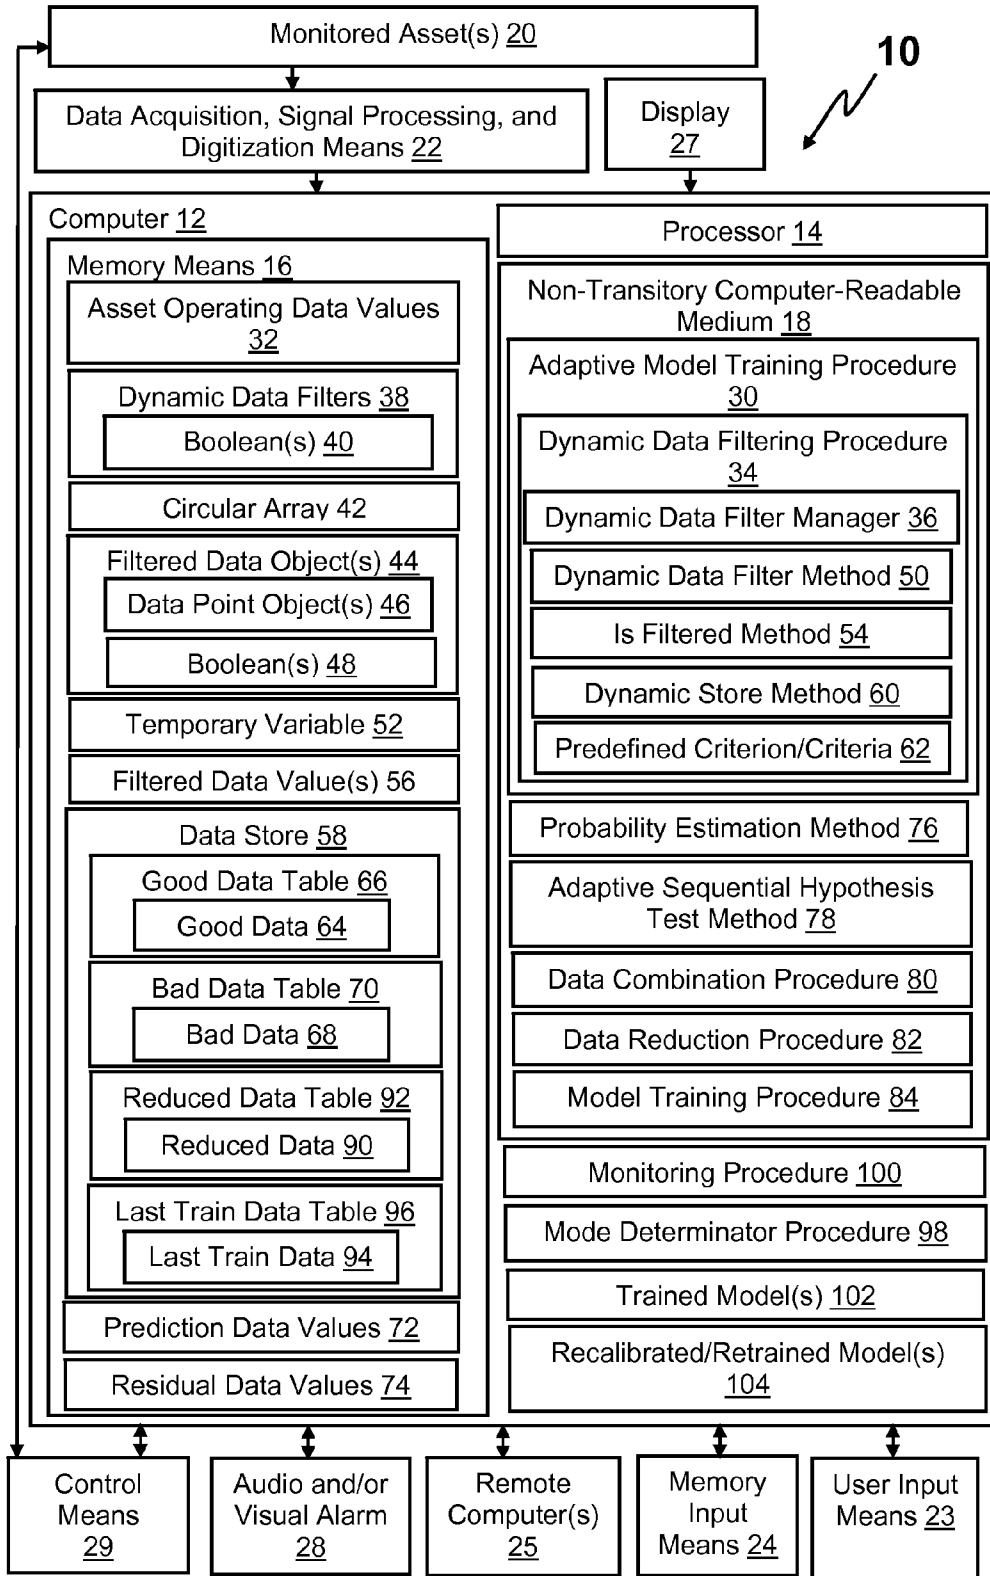 Monitored Asset(s) 20
10
Data Acquisition, Signal Processing, and
Digitization Means 22
Display
27
Computer 12
Memory Means 16
Asset Operating Data Values
32
Dynamic Data Filters 38
Boolean(s) 40
Circular Array 42
Filtered Data Object(s) 44
Data Point Object(s) 46
Boolean(s) 48
Temporary Variable 52
Filtered Data Value(s) 56
Data Store 58
Good Data Table 66
Good Data 64
Bad Data Table 70
Bad Data 68
Reduced Data Table 92
Reduced Data 90
Last Train Data Table 96
Last Train Data 94
Prediction Data Values 72
Residual Data Values 74
Processor 14
Non-Transitory Computer-Readable
Medium 18
Adaptive Model Training Procedure
30
Dynamic Data Filtering Procedure
34
Dynamic Data Filter Manager 36
Dynamic Data Filter Method 50
Is Filtered Method 54
Dynamic Store Method 60
Predefined Criterion/Criteria 62
Probability Estimation Method 76
Adaptive Sequential Hypothesis
Test Method 78
Data Combination Procedure 80
Data Reduction Procedure 82
Model Training Procedure 84
Monitoring Procedure 100
Mode Determinator Procedure 98
Trained Model(s) 102
Recalibrated/Retrained Model(s)
104
Control
Means
29
Audio and/or
Visual Alarm
28
Remote
Computer(s)
25
Memory
Input
Means 24
User Input
Means 23